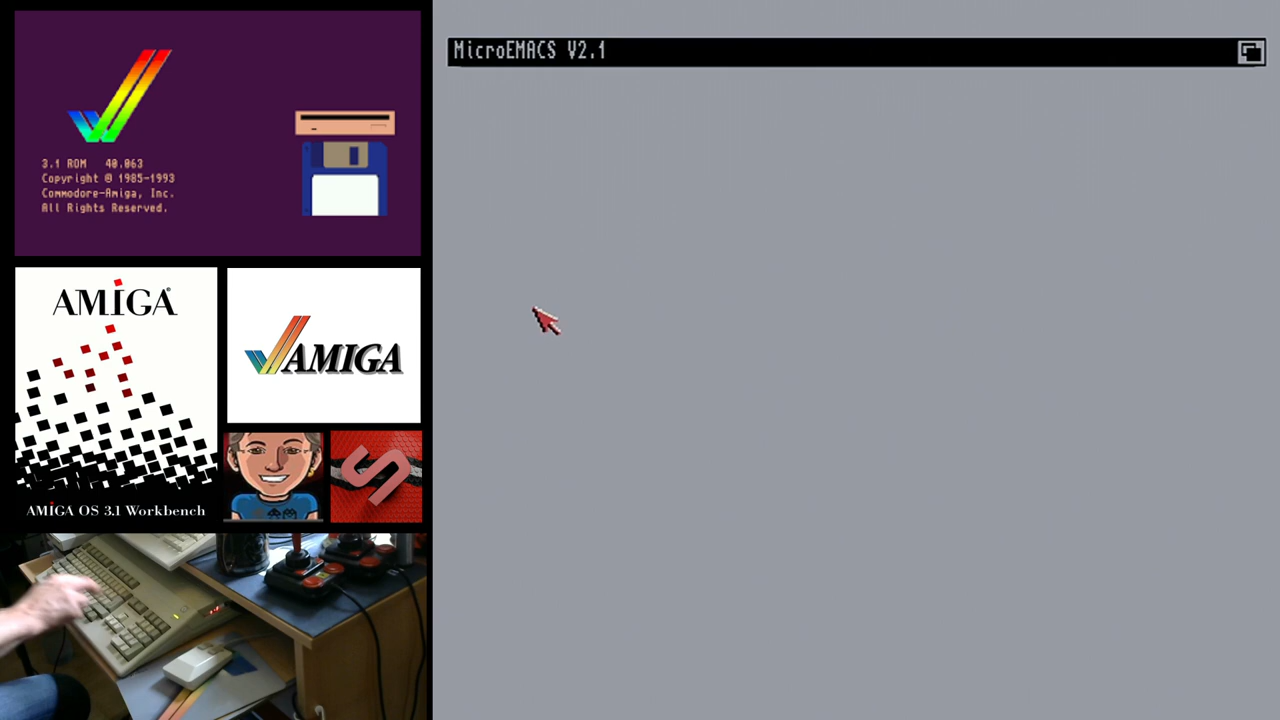 3.1 ROM 40.063
Copyright © 1985-1993
Commodore-Amiga, Inc.
All Rights Reserved.
AMIGA®
AMIGA OS 3.1 Workbench
AMIGA
MicroEMACS V2.1